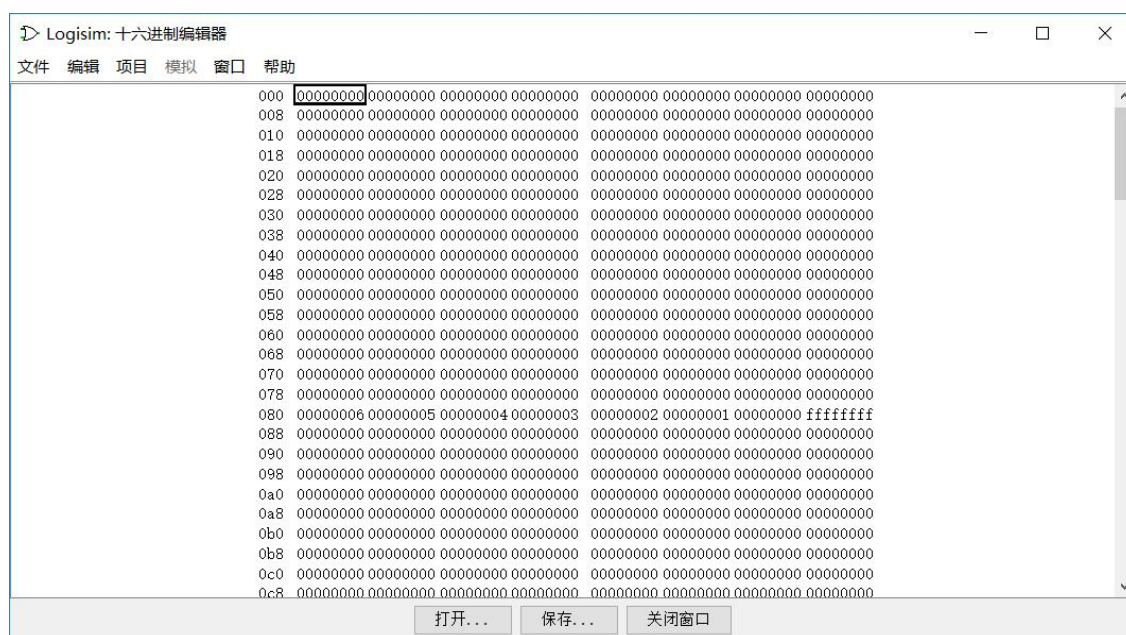 Logisim: 十六进制编辑器
文件 编辑 项目 模拟 窗口 帮助
000 00000000 00000000 00000000 00000000 00000000 00000000 00000000 00000000
008 00000000 00000000 00000000 00000000 00000000 00000000 00000000 00000000
010 00000000 00000000 00000000 00000000 00000000 00000000 00000000 00000000
018 00000000 00000000 00000000 00000000 00000000 00000000 00000000 00000000
020 00000000 00000000 00000000 00000000 00000000 00000000 00000000 00000000
028 00000000 00000000 00000000 00000000 00000000 00000000 00000000 00000000
030 00000000 00000000 00000000 00000000 00000000 00000000 00000000 00000000
038 00000000 00000000 00000000 00000000 00000000 00000000 00000000 00000000
040 00000000 00000000 00000000 00000000 00000000 00000000 00000000 00000000
048 00000000 00000000 00000000 00000000 00000000 00000000 00000000 00000000
050 00000000 00000000 00000000 00000000 00000000 00000000 00000000 00000000
058 00000000 00000000 00000000 00000000 00000000 00000000 00000000 00000000
060 00000000 00000000 00000000 00000000 00000000 00000000 00000000 00000000
068 00000000 00000000 00000000 00000000 00000000 00000000 00000000 00000000
070 00000000 00000000 00000000 00000000 00000000 00000000 00000000 00000000
078 00000000 00000000 00000000 00000000 00000000 00000000 00000000 00000000
080 00000006 00000005 00000004 00000003 00000002 00000001 00000000 ffffffff
088 00000000 00000000 00000000 00000000 00000000 00000000 00000000 00000000
090 00000000 00000000 00000000 00000000 00000000 00000000 00000000 00000000
098 00000000 00000000 00000000 00000000 00000000 00000000 00000000 00000000
0a0 00000000 00000000 00000000 00000000 00000000 00000000 00000000 00000000
0a8 00000000 00000000 00000000 00000000 00000000 00000000 00000000 00000000
0b0 00000000 00000000 00000000 00000000 00000000 00000000 00000000 00000000
0b8 00000000 00000000 00000000 00000000 00000000 00000000 00000000 00000000
0c0 00000000 00000000 00000000 00000000 00000000 00000000 00000000 00000000
0c8 00000000 00000000 00000000 00000000 00000000 00000000 00000000 00000000
打开... 保存... 关闭窗口